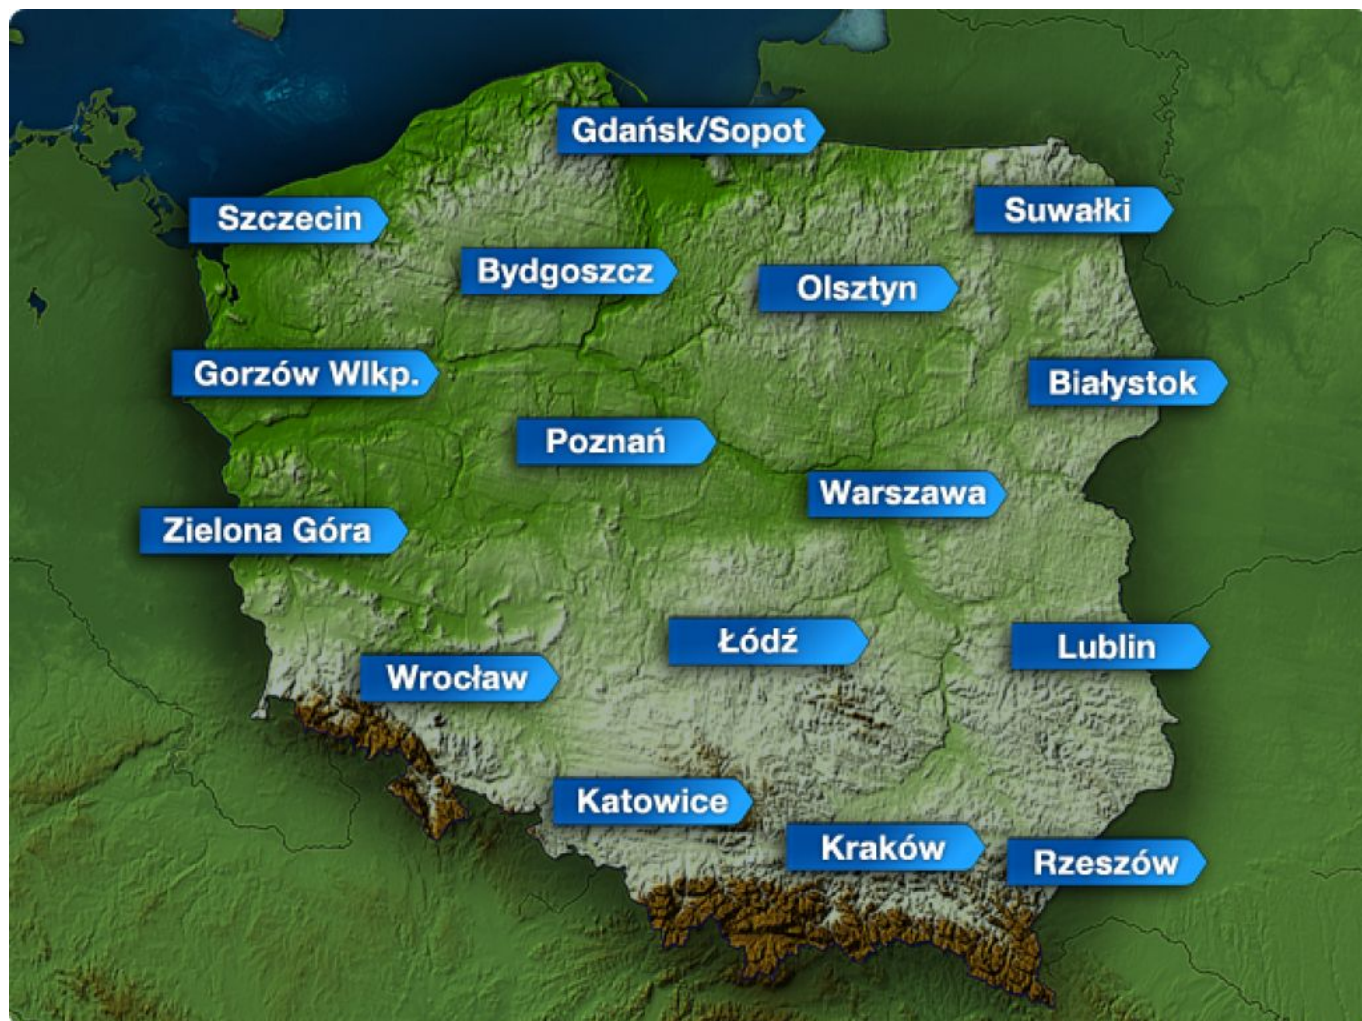 Gdańsk/Sopot
Szczecin
Suwałki
Bydgoszcz
Olsztyn
Gorzów Wlkp.
Białystok
Poznań
Warszawa
Zielona Góra
Łódź
Lublin
Wrocław
Katowice
Kraków
Rzeszów